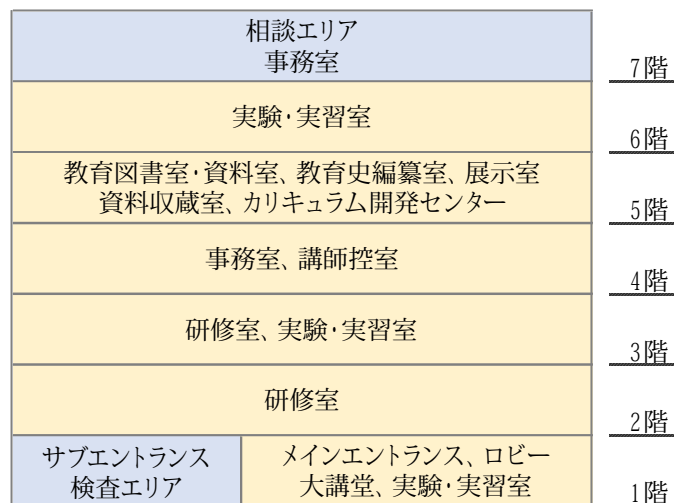 相談エリア
事務室
7階
実験・実習室
6階
教育図書室・資料室、教育史編纂室、展示室
資料収蔵室、カリキュラム開発センター
5階
事務室、講師控室
4階
研修室、実験・実習室
3階
研修室
2階
サブエントランス
検査エリア
メインエントランス、ロビー
大講堂、実験・実習室
1階